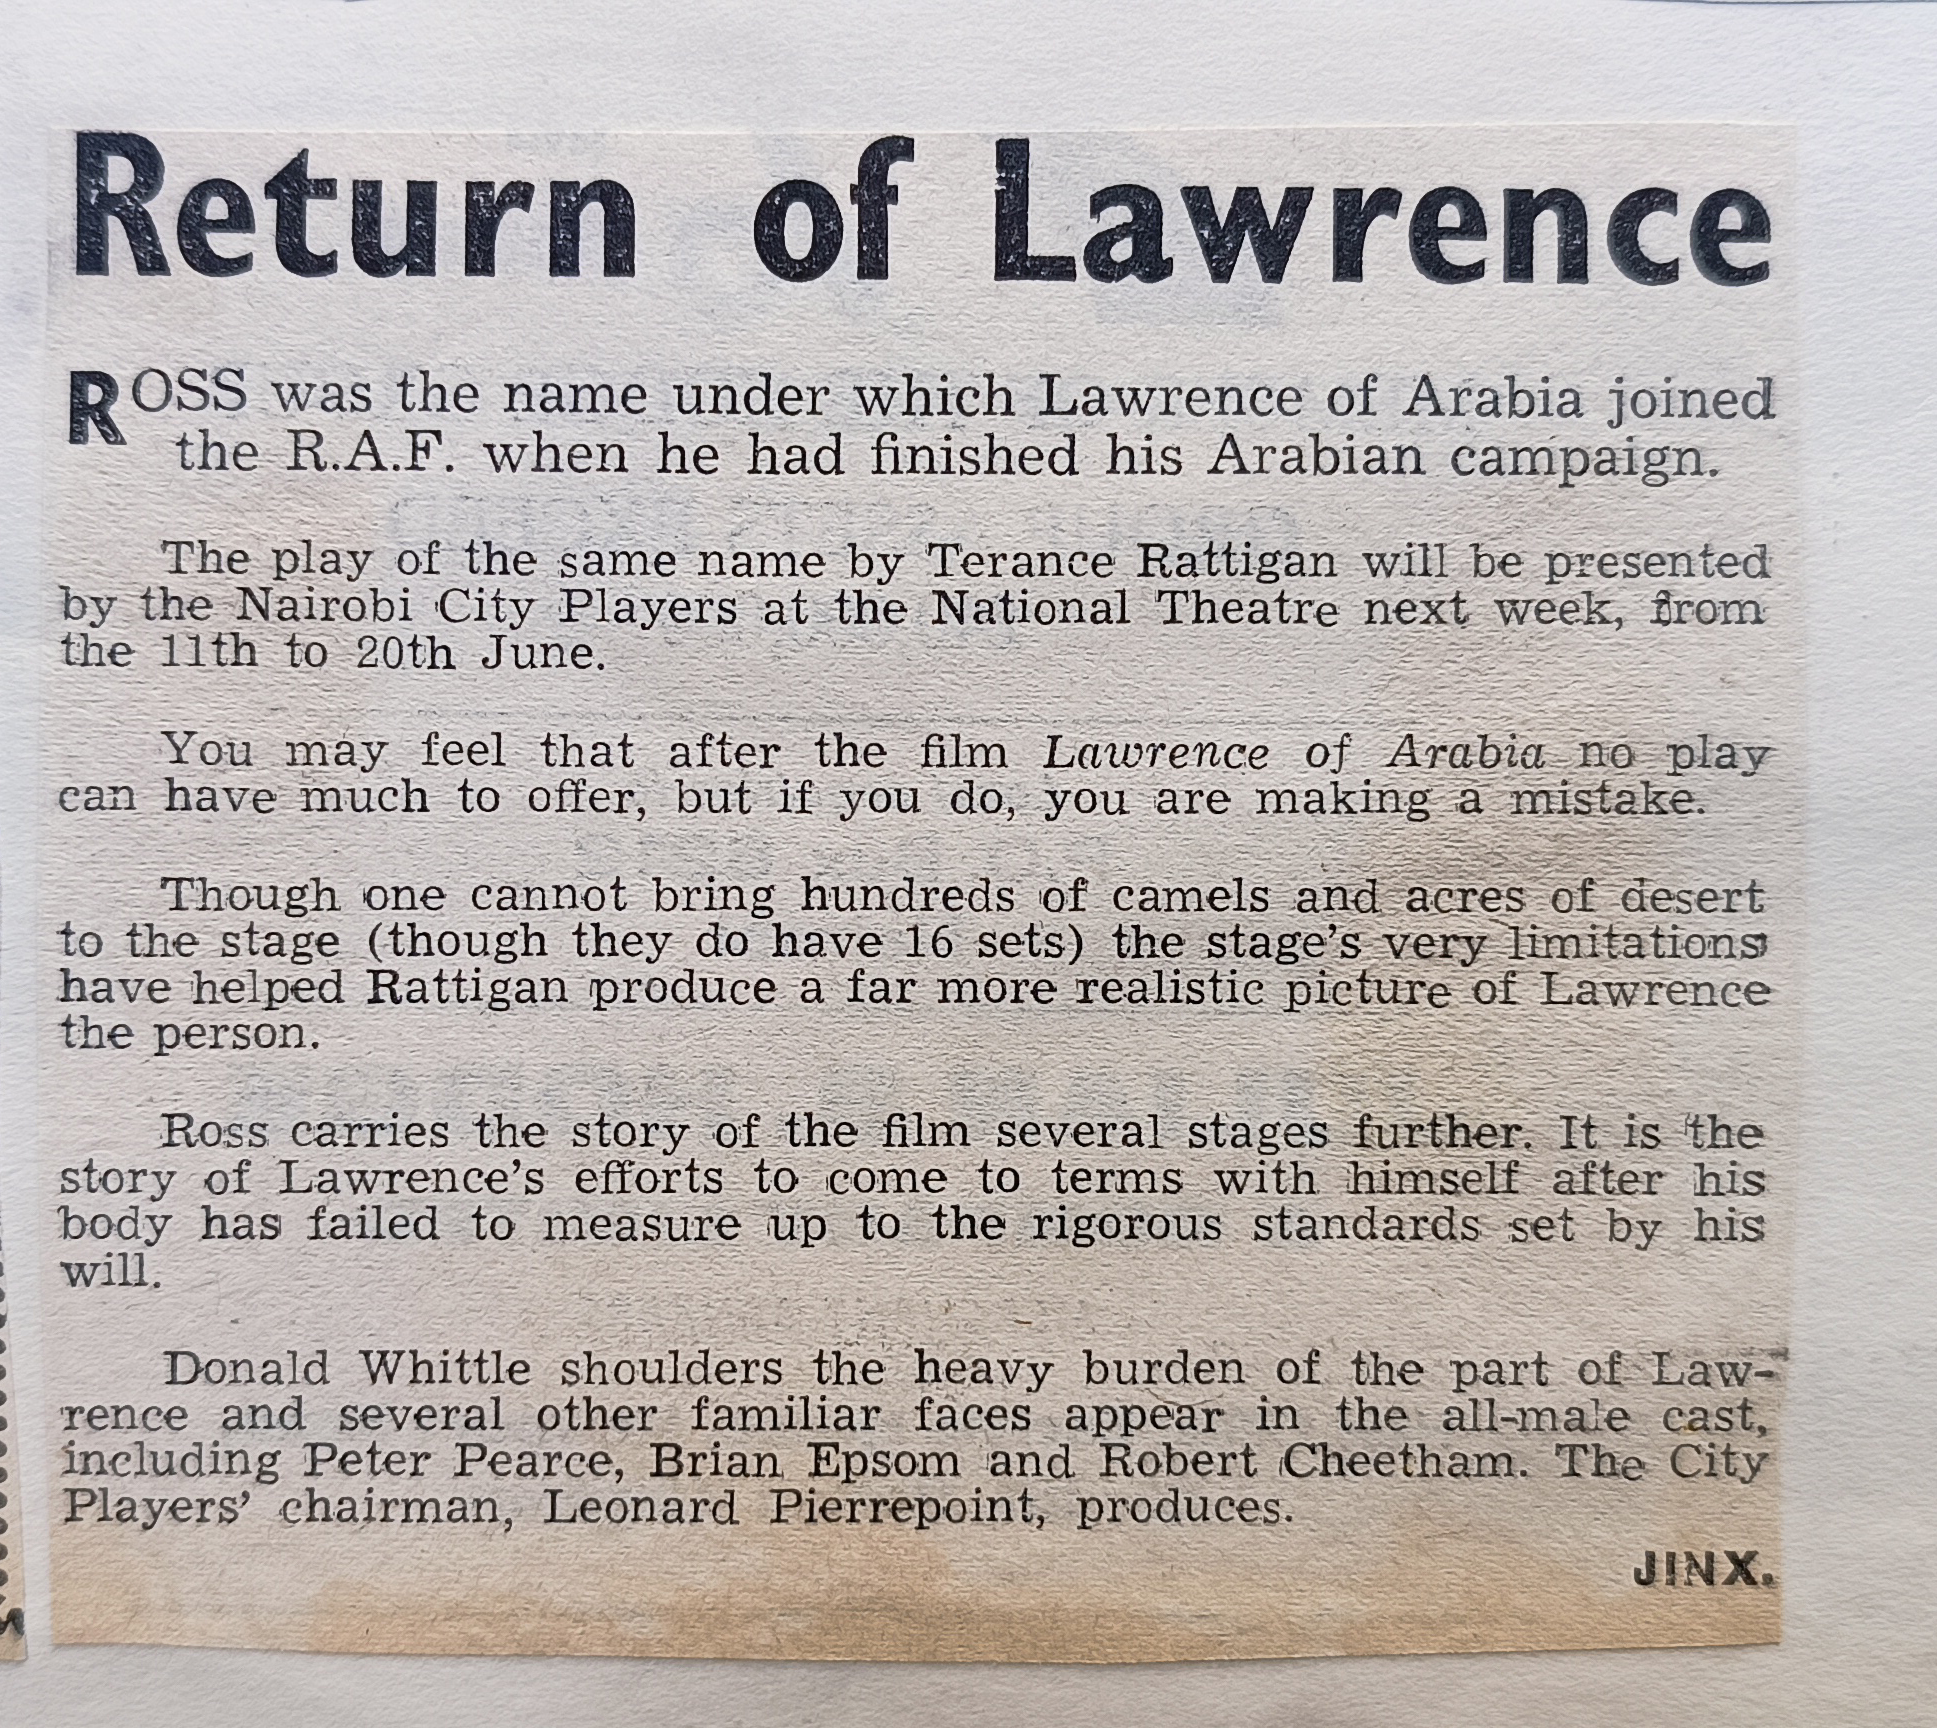 Return of Lawrence
ROSS was the name under which Lawrence of Arabia joined
the R.A.F. when he had finished his Arabian campaign.
The play of the same name by Terance Rattigan will be presented
by the Nairobi City Players at the National Theatre next week, from
the 11th to 20th June.
You may feel that after the film Lawrence of Arabia no play
can have much to offer, but if you do, you are making a mistake.
Though one cannot bring hundreds of camels and acres of desert
to the stage (though they do have 16 sets) the stage's very limitations
have helped Rattigan produce a far more realistic picture of Lawrence
the person.
Ross carries the story of the film several stages further. It is the
story of Lawrence's efforts to come to terms with himself after his
body has failed to measure up to the rigorous standards set by his
will.
Donald Whittle shoulders the heavy burden of the part of Law-
rence and several other familiar faces appear in the all-male cast,
including Peter Pearce, Brian Epsom and Robert Cheetham. The City
Players' chairman, Leonard Pierrepoint, produces.
JINX.